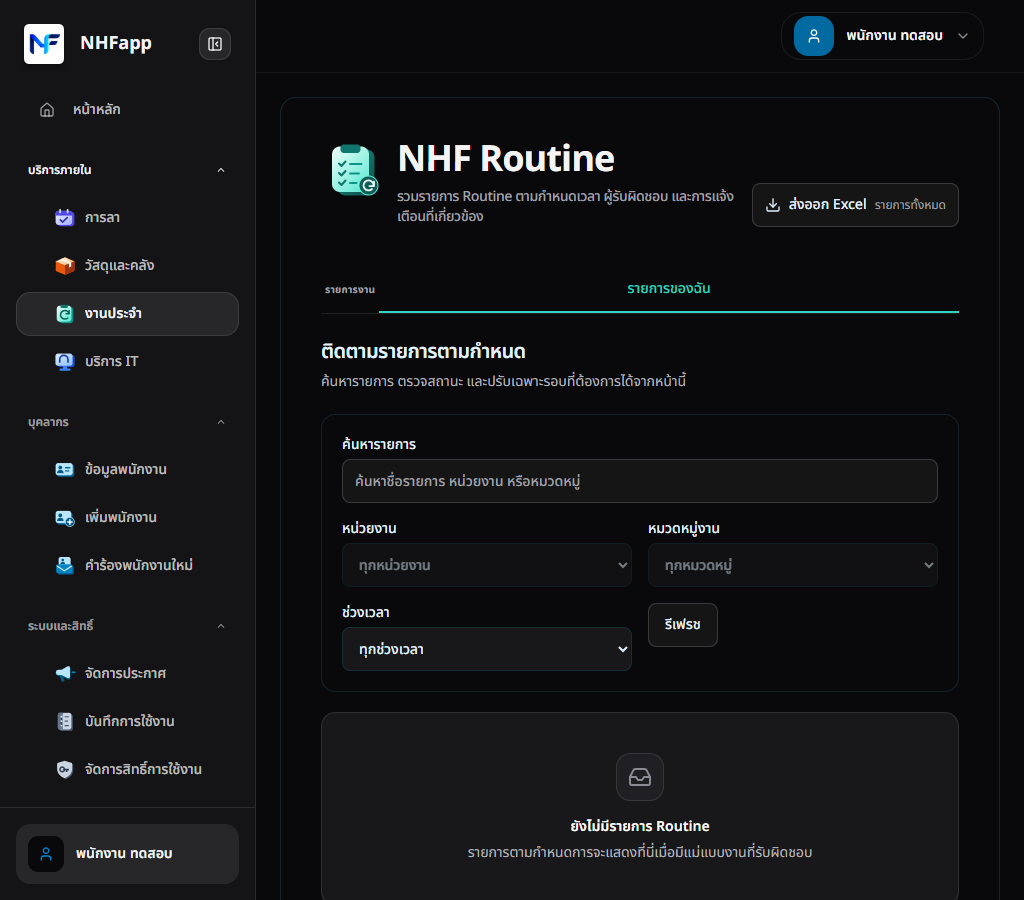 NF
NHFapp
หน้าหลัก
บริการภายใน
การลา
วัสดุและคลัง
งานประจำ
บริการ IT
บุคลากร
ข้อมูลพนักงาน
เพิ่มพนักงาน
คำร้องพนักงานใหม่
ระบบและสิทธิ์
จัดการประกาศ
บันทึกการใช้งาน
จัดการสิทธิ์การใช้งาน
พนักงาน ทดสอบ
พนักงาน ทดสอบ
NHF Routine
รวมรายการ Routine ตามกำหนดเวลา ผู้รับผิดชอบ และการแจ้ง
เตือนที่เกี่ยวข้อง
ส่งออก Excel รายการทั้งหมด
รายการงาน
รายการของฉัน
ติดตามรายการตามกำหนด
ค้นหารายการ ตรวจสถานะ และปรับเฉพาะรอบที่ต้องการได้จากหน้านี้
ค้นหารายการ
ค้นหาชื่อรายการ หน่วยงาน หรือหมวดหมู่
หน่วยงาน
หมวดหมู่งาน
ทุกหน่วยงาน
ทุกหมวดหมู่
ช่วงเวลา
ทุกช่วงเวลา
รีเฟรช
ยังไม่มีรายการ Routine
รายการตามกำหนดการจะแสดงที่นี่เมื่อมีแม่แบบงานที่รับผิดชอบ